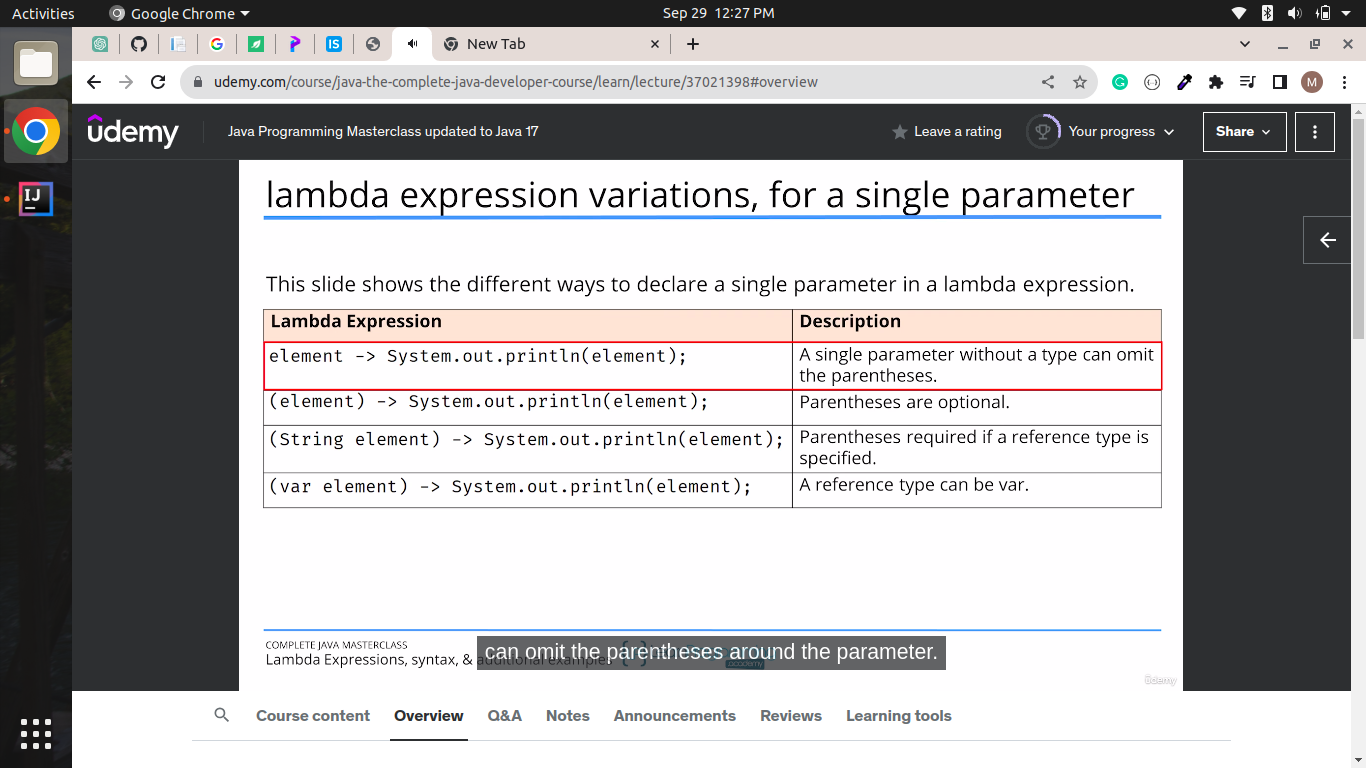 Activities
Google Chrome
Sep 29 12:27 PM
IS
New Tab
udemy.com/course/java-the-complete-java-developer-course/learn/lecture/37021398#overview
M
IJ
udemy
Java Programming Masterclass updated to Java 17
Leave a rating
Your progress
Share
lambda expression variations, for a single parameter
This slide shows the different ways to declare a single parameter in a lambda expression.
Lambda Expression
Description
element -> System.out.println(element);
A single parameter without a type can omit
the parentheses.
(element) -> System.out.println(element);
Parentheses are optional.
(String element) -> System.out.println(element);
Parentheses required if a reference type is
specified.
(var element) -> System.out.println(element);
A reference type can be var.
COMPLETE JAVA MASTERCLASS
Lambda Expressions, syntax, & additional examples
academy
can omit the parentheses around the parameter.
Udemy
Course content
Overview
Q&A
Notes
Announcements
Reviews
Learning tools